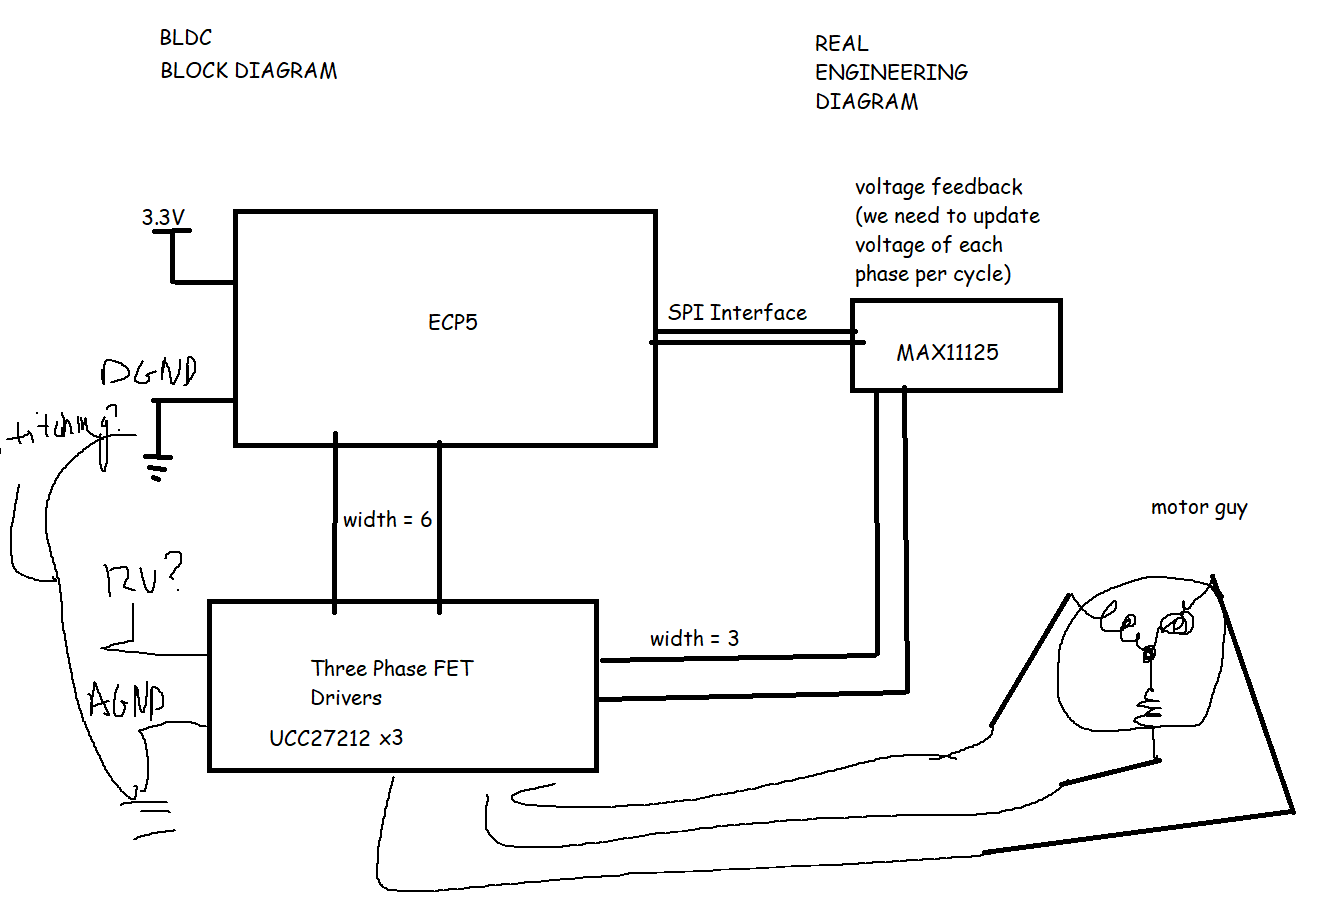 BLDC
BLOCK DIAGRAM
REAL
ENGINEERING
DIAGRAM
voltage feedback
(we need to update
voltage of each
phase per cycle)
3.3V
ECP5
SPI Interface
MAX11125
DGND
width = 6
motor guy
12V?
width = 3
Three Phase FET
Drivers
AGND
UCC27212 x3